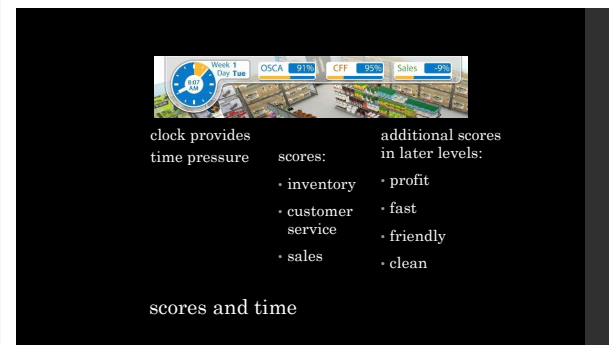 Week 1
Day Tue
8:07
AM
OSCA 91%
CFF 95%
Sales -9%
clock provides
time pressure
scores:
• inventory
• customer
service
• sales
additional scores
in later levels:
• profit
• fast
• friendly
• clean
scores and time